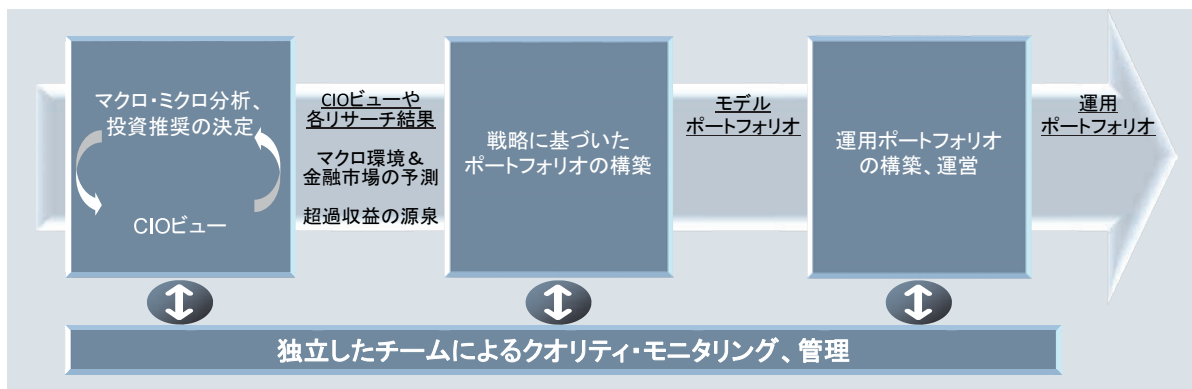 マクロ・ミクロ分析、
投資推奨の決定
CIOビュー
CIOビューや
各リサーチ結果
マクロ環境&
金融市場の予測
超過収益の源泉
戦略に基づいた
ポートフォリオの構築
モデル
ポートフォリオ
運用ポートフォリオ
の構築、運営
運用
ポートフォリオ
独立したチームによるクオリティ・モニタリング、管理